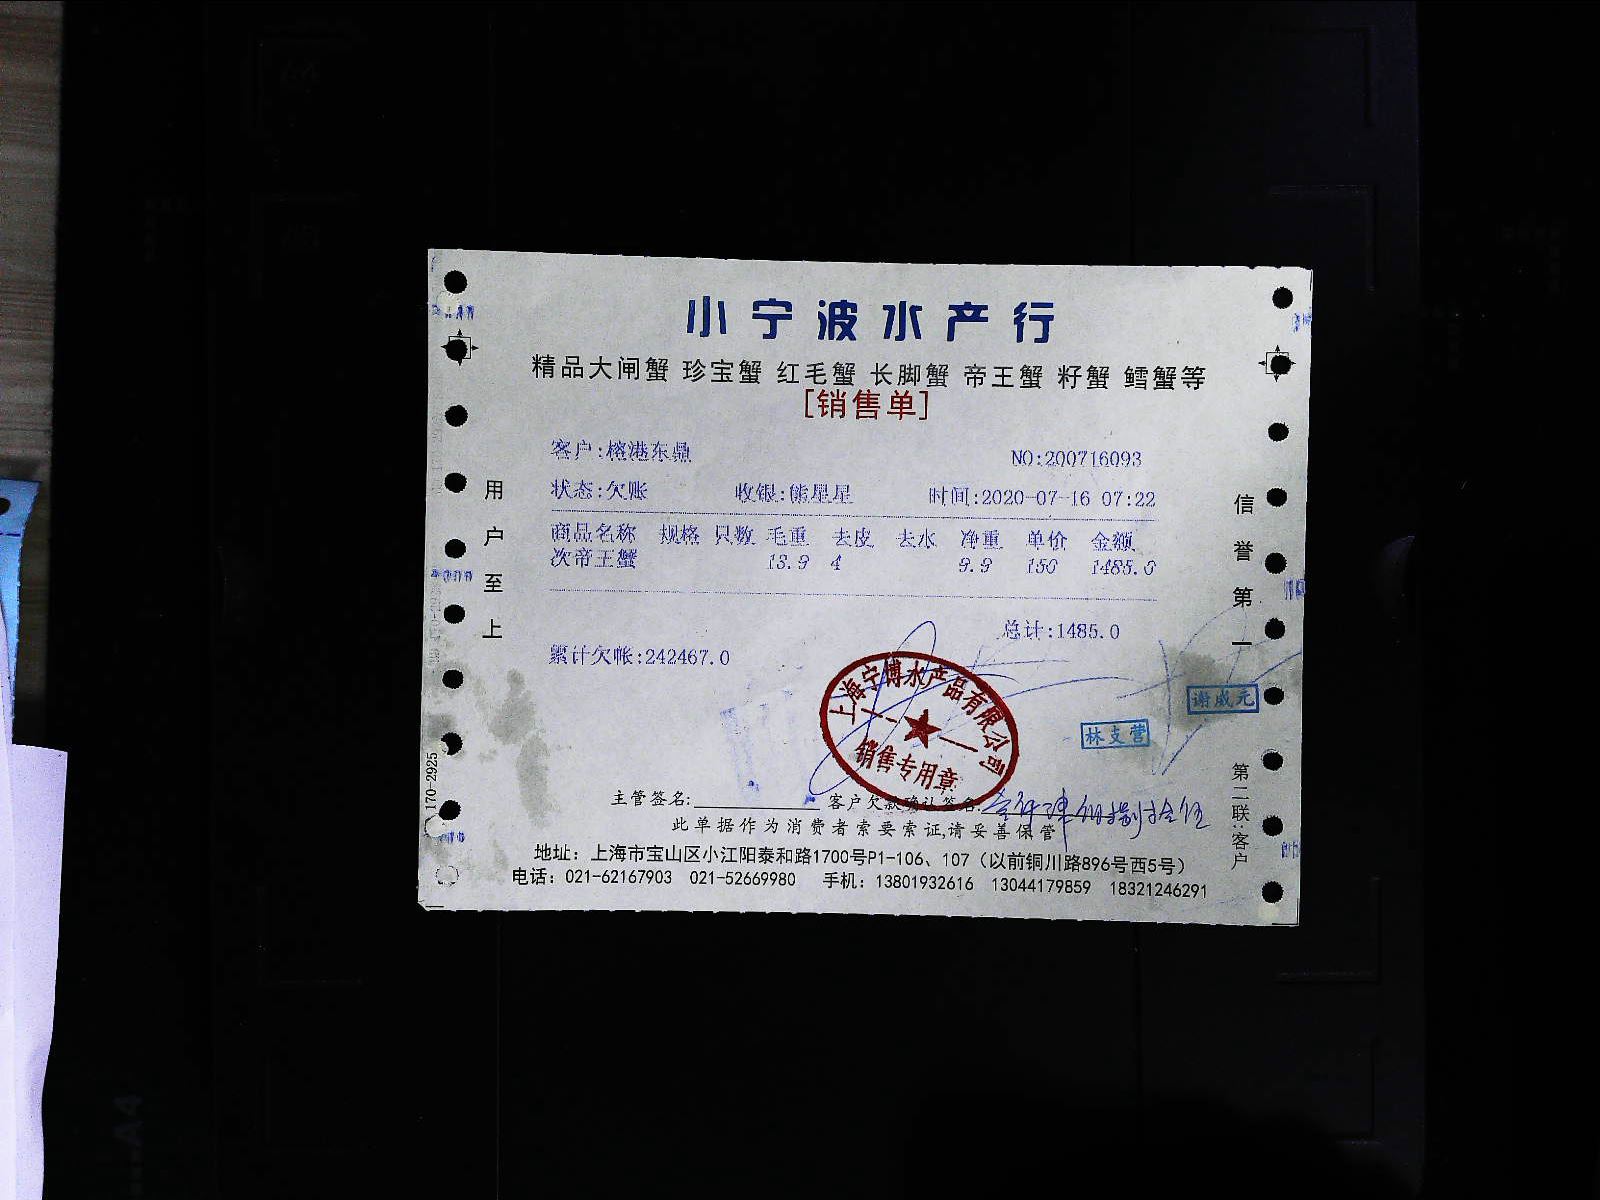 小宁波水产行
精品大闸蟹 珍宝蟹 红毛蟹 长脚蟹 帝王蟹 籽蟹 鳕蟹等
[销售单]
客户:榕港东鼎
NO:200716093
状态:欠账 收银:熊星星 时间:2020-07-16 07:22
商品名称 规格 只数 毛重 去皮 去水 净重 单价 金额
次帝王蟹 13.9 4 9.9 150 1485.0
总计:1485.0
累计欠帐:242467.0
用户至上
信誉第一
上海宁博水产品有限公司
销售专用章
谢成元
林支营
170-2925
第二联:客户
主管签名: 客户欠款确认签名: 壹仟肆佰捌拾伍
此单据作为消费者索要索证,请妥善保管
地址：上海市宝山区小江阳泰和路1700号P1-106、107（以前铜川路896号西5号）
电话：021-62167903 021-52669980 手机：13801932616 13044179859 18321246291
A4